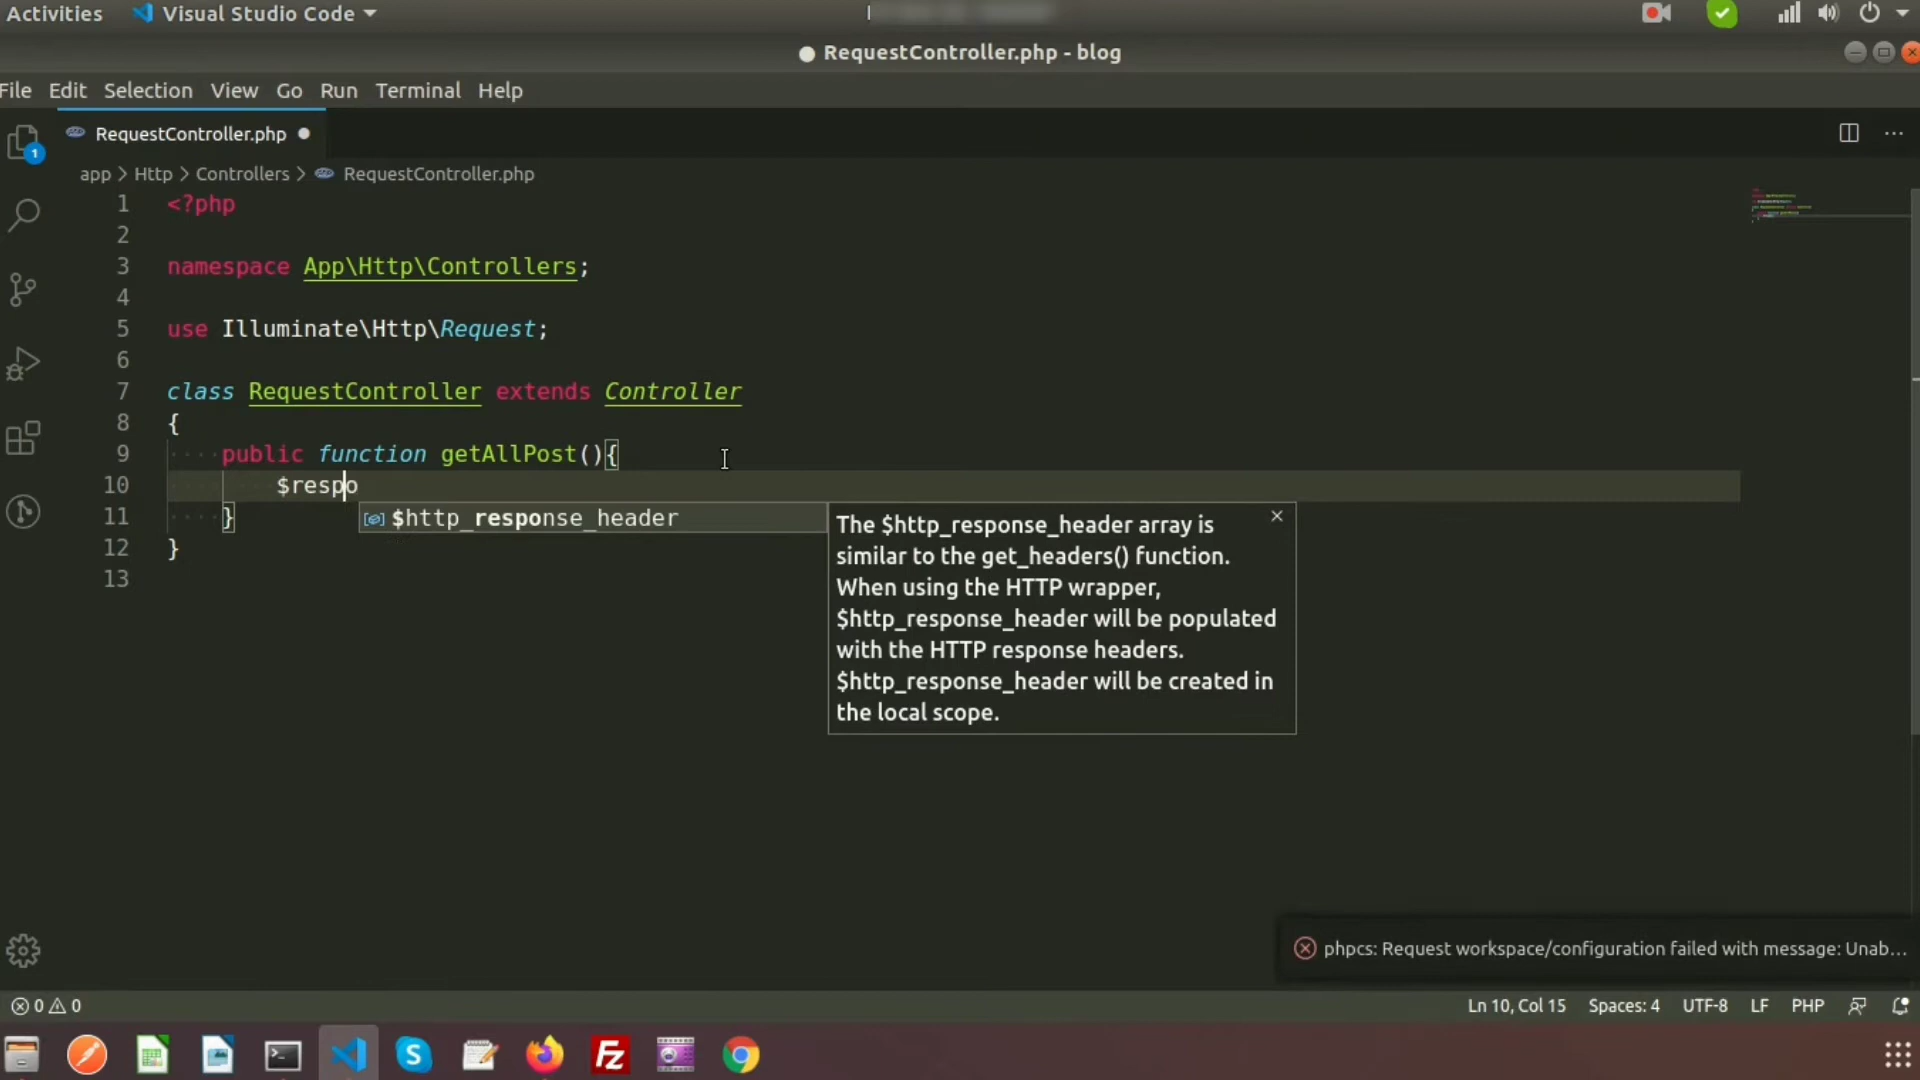 Activities Visual Studio Code
RequestController.php - blog
File Edit Selection View Go Run Terminal Help
RequestController.php
1
app > Http > Controllers > RequestController.php
1 <?php
2
3 namespace App\Http\Controllers;
4
5 use Illuminate\Http\Request;
6
7 class RequestController extends Controller
8 {
9 public function getAllPost(){
10 $respo
11 }
$http_response_header
12 }
13
The $http_response_header array is
similar to the get_headers() function.
When using the HTTP wrapper,
$http_response_header will be populated
with the HTTP response headers.
$http_response_header will be created in
the local scope.
phpcs: Request workspace/configuration failed with message: Unab...
0 0 Ln 10, Col 15 Spaces: 4 UTF-8 LF PHP
S Fz